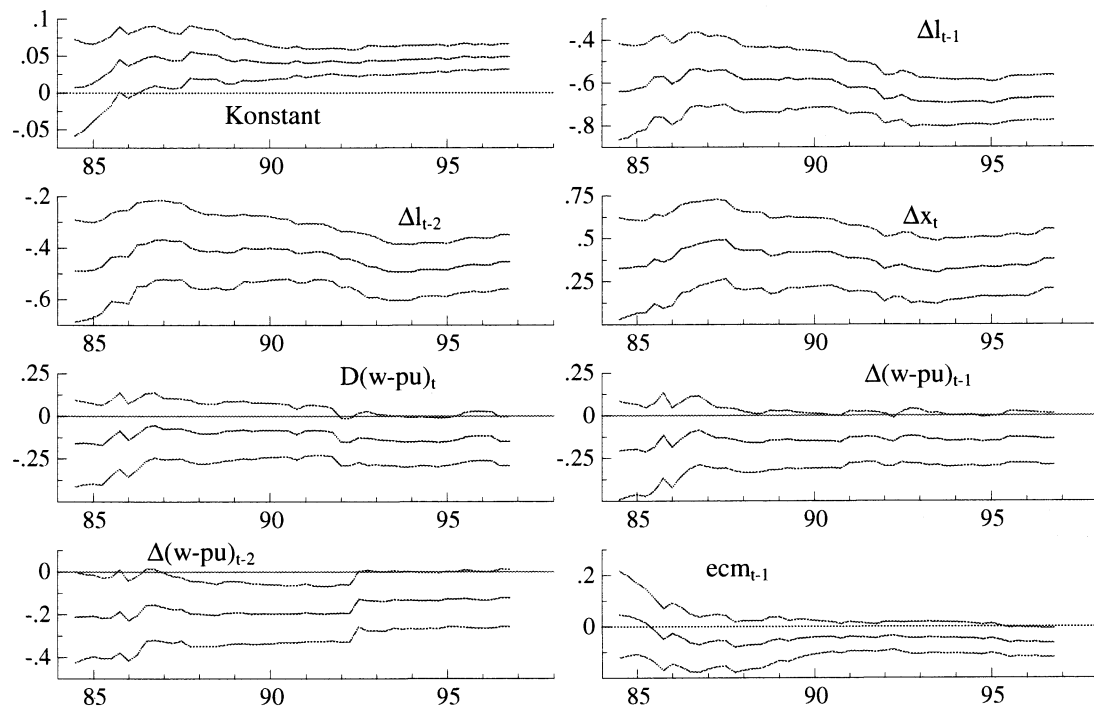 .1
.05
0
-.05
Konstant
85 90 95
-.4
-.6
-.8
Δl_{t-1}
85 90 95
-.2
-.4
-.6
Δl_{t-2}
85 90 95
.75
.5
.25
Δx_t
85 90 95
.25
0
-.25
D(w-pu)_t
85 90 95
.25
0
-.25
Δ(w-pu)_{t-1}
85 90 95
0
-.2
-.4
Δ(w-pu)_{t-2}
85 90 95
.2
0
ecm_{t-1}
85 90 95